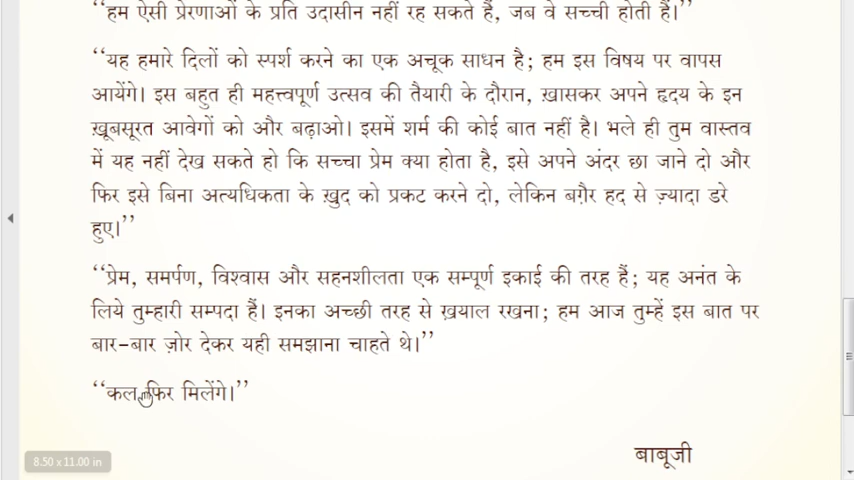 ‘‘हम ऐसी प्रेरणाओं के प्रति उदासीन नहीं रह सकते हैं, जब वे सच्ची होती हैं।’’
‘‘यह हमारे दिलों को स्पर्श करने का एक अचूक साधन है; हम इस विषय पर वापस
आयेंगे। इस बहुत ही महत्त्वपूर्ण उत्सव की तैयारी के दौरान, ख़ासकर अपने हृदय के इन
ख़ूबसूरत आवेगों को और बढ़ाओ। इसमें शर्म की कोई बात नहीं है। भले ही तुम वास्तव
में यह नहीं देख सकते हो कि सच्चा प्रेम क्या होता है, इसे अपने अंदर छा जाने दो और
फिर इसे बिना अत्यधिकता के ख़ुद को प्रकट करने दो, लेकिन बग़ैर हद से ज़्यादा डरे
हुए।’’
‘‘प्रेम, समर्पण, विश्वास और सहनशीलता एक सम्पूर्ण इकाई की तरह हैं; यह अनंत के
लिये तुम्हारी सम्पदा हैं। इनका अच्छी तरह से ख़याल रखना; हम आज तुम्हें इस बात पर
बार-बार ज़ोर देकर यही समझाना चाहते थे।’’
‘‘कल फिर मिलेंगे।’’
बाबूजी
8.50 x 11.00 in